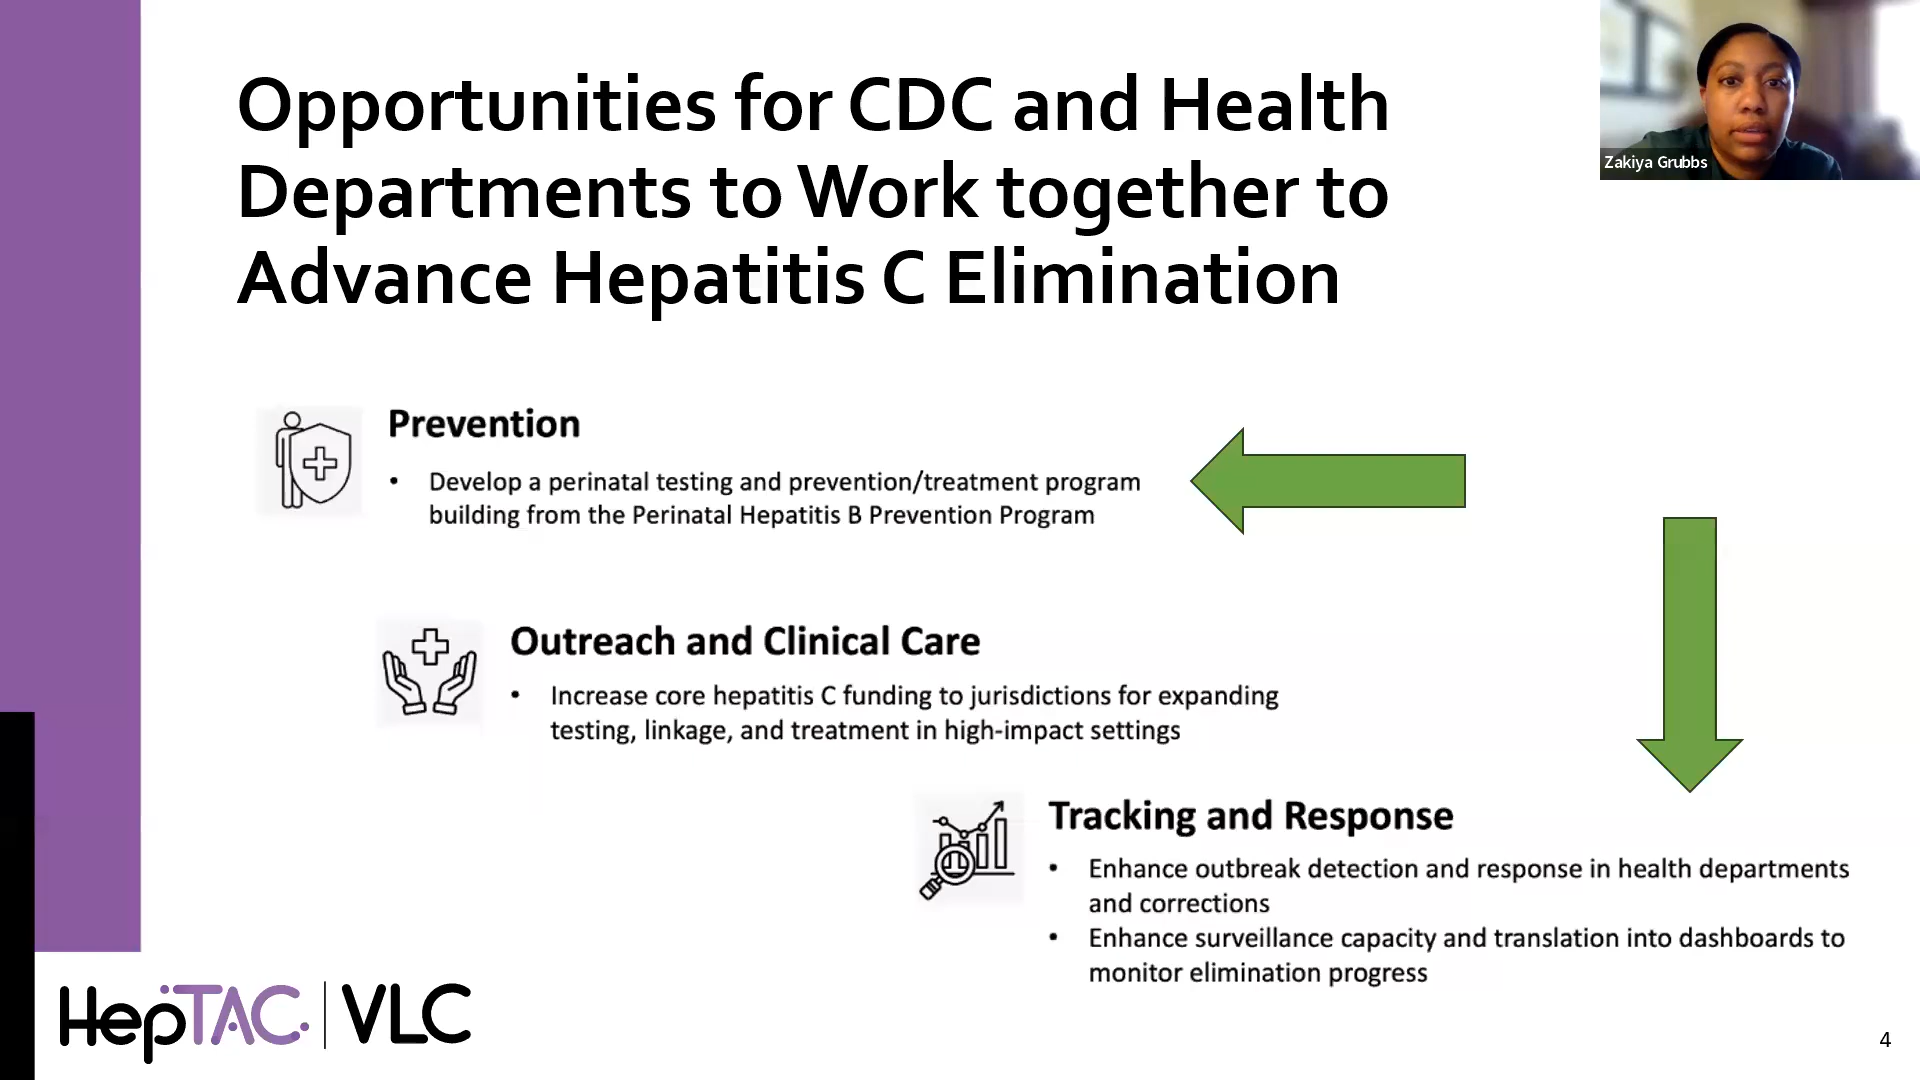 Opportunities for CDC and Health
Departments to Work together to
Advance Hepatitis C Elimination
Zakiya Grubbs
Prevention
• Develop a perinatal testing and prevention/treatment program
building from the Perinatal Hepatitis B Prevention Program
Outreach and Clinical Care
• Increase core hepatitis C funding to jurisdictions for expanding
testing, linkage, and treatment in high-impact settings
Tracking and Response
• Enhance outbreak detection and response in health departments
and corrections
• Enhance surveillance capacity and translation into dashboards to
monitor elimination progress
HepTAC | VLC
4